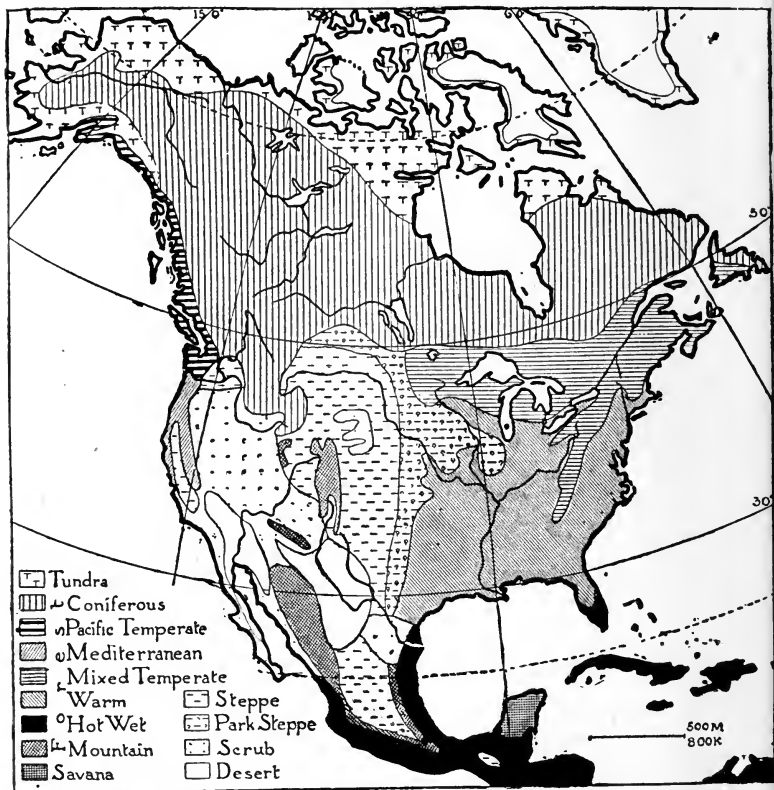 150°
60
50°
30°
Tundra
Coniferous
Pacific Temperate
Mediterranean
Mixed Temperate
Warm
Hot Wet
Mountain
Savana
Steppe
Park Steppe
Scrub
Desert
Forest
500M
800K